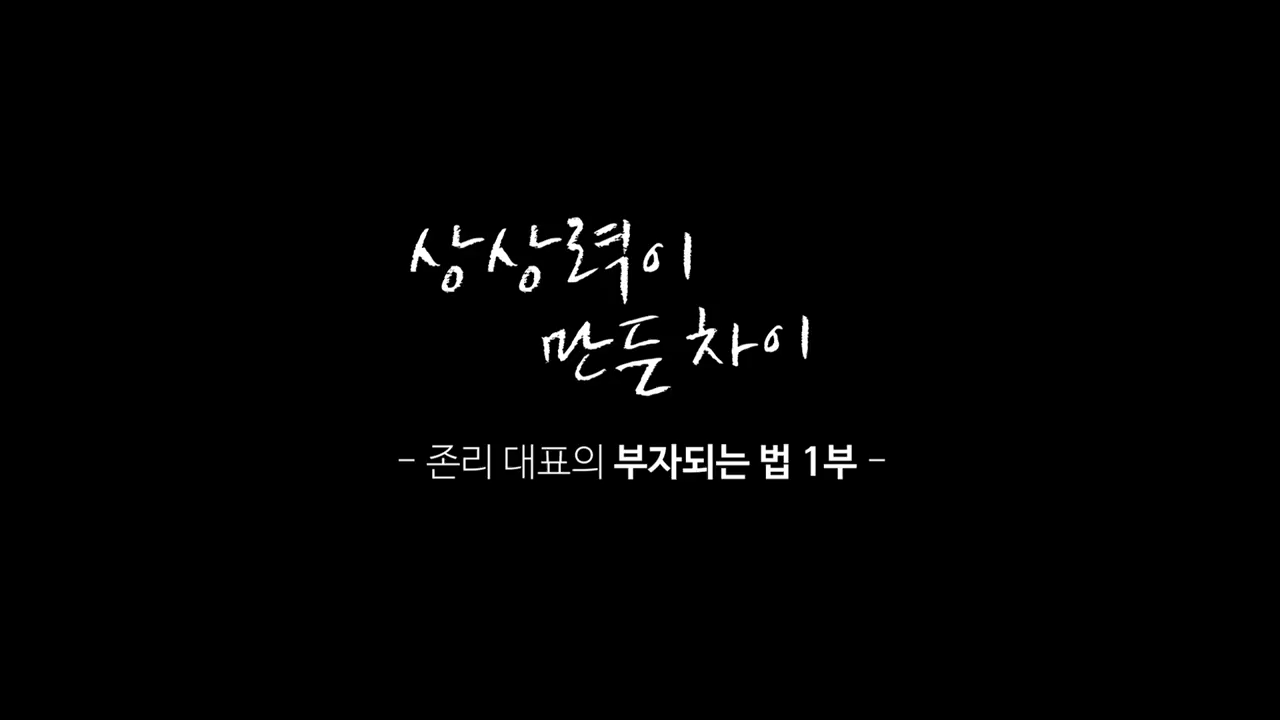 상상력이
만든 차이
- 존리 대표의 부자되는 법 1부 -